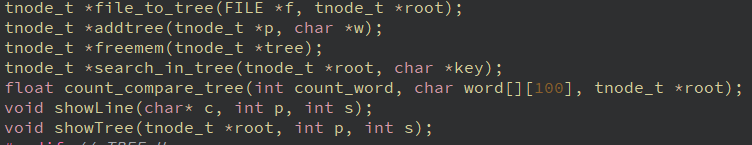 tnode_t *file_to_tree(FILE *f, tnode_t *root);
tnode_t *addtree(tnode_t *p, char *w);
tnode_t *freemem(tnode_t *tree);
tnode_t *search_in_tree(tnode_t *root, char *key);
float count_compare_tree(int count_word, char word[][100], tnode_t *root);
void showLine(char* c, int p, int s);
void showTree(tnode_t *root, int p, int s);